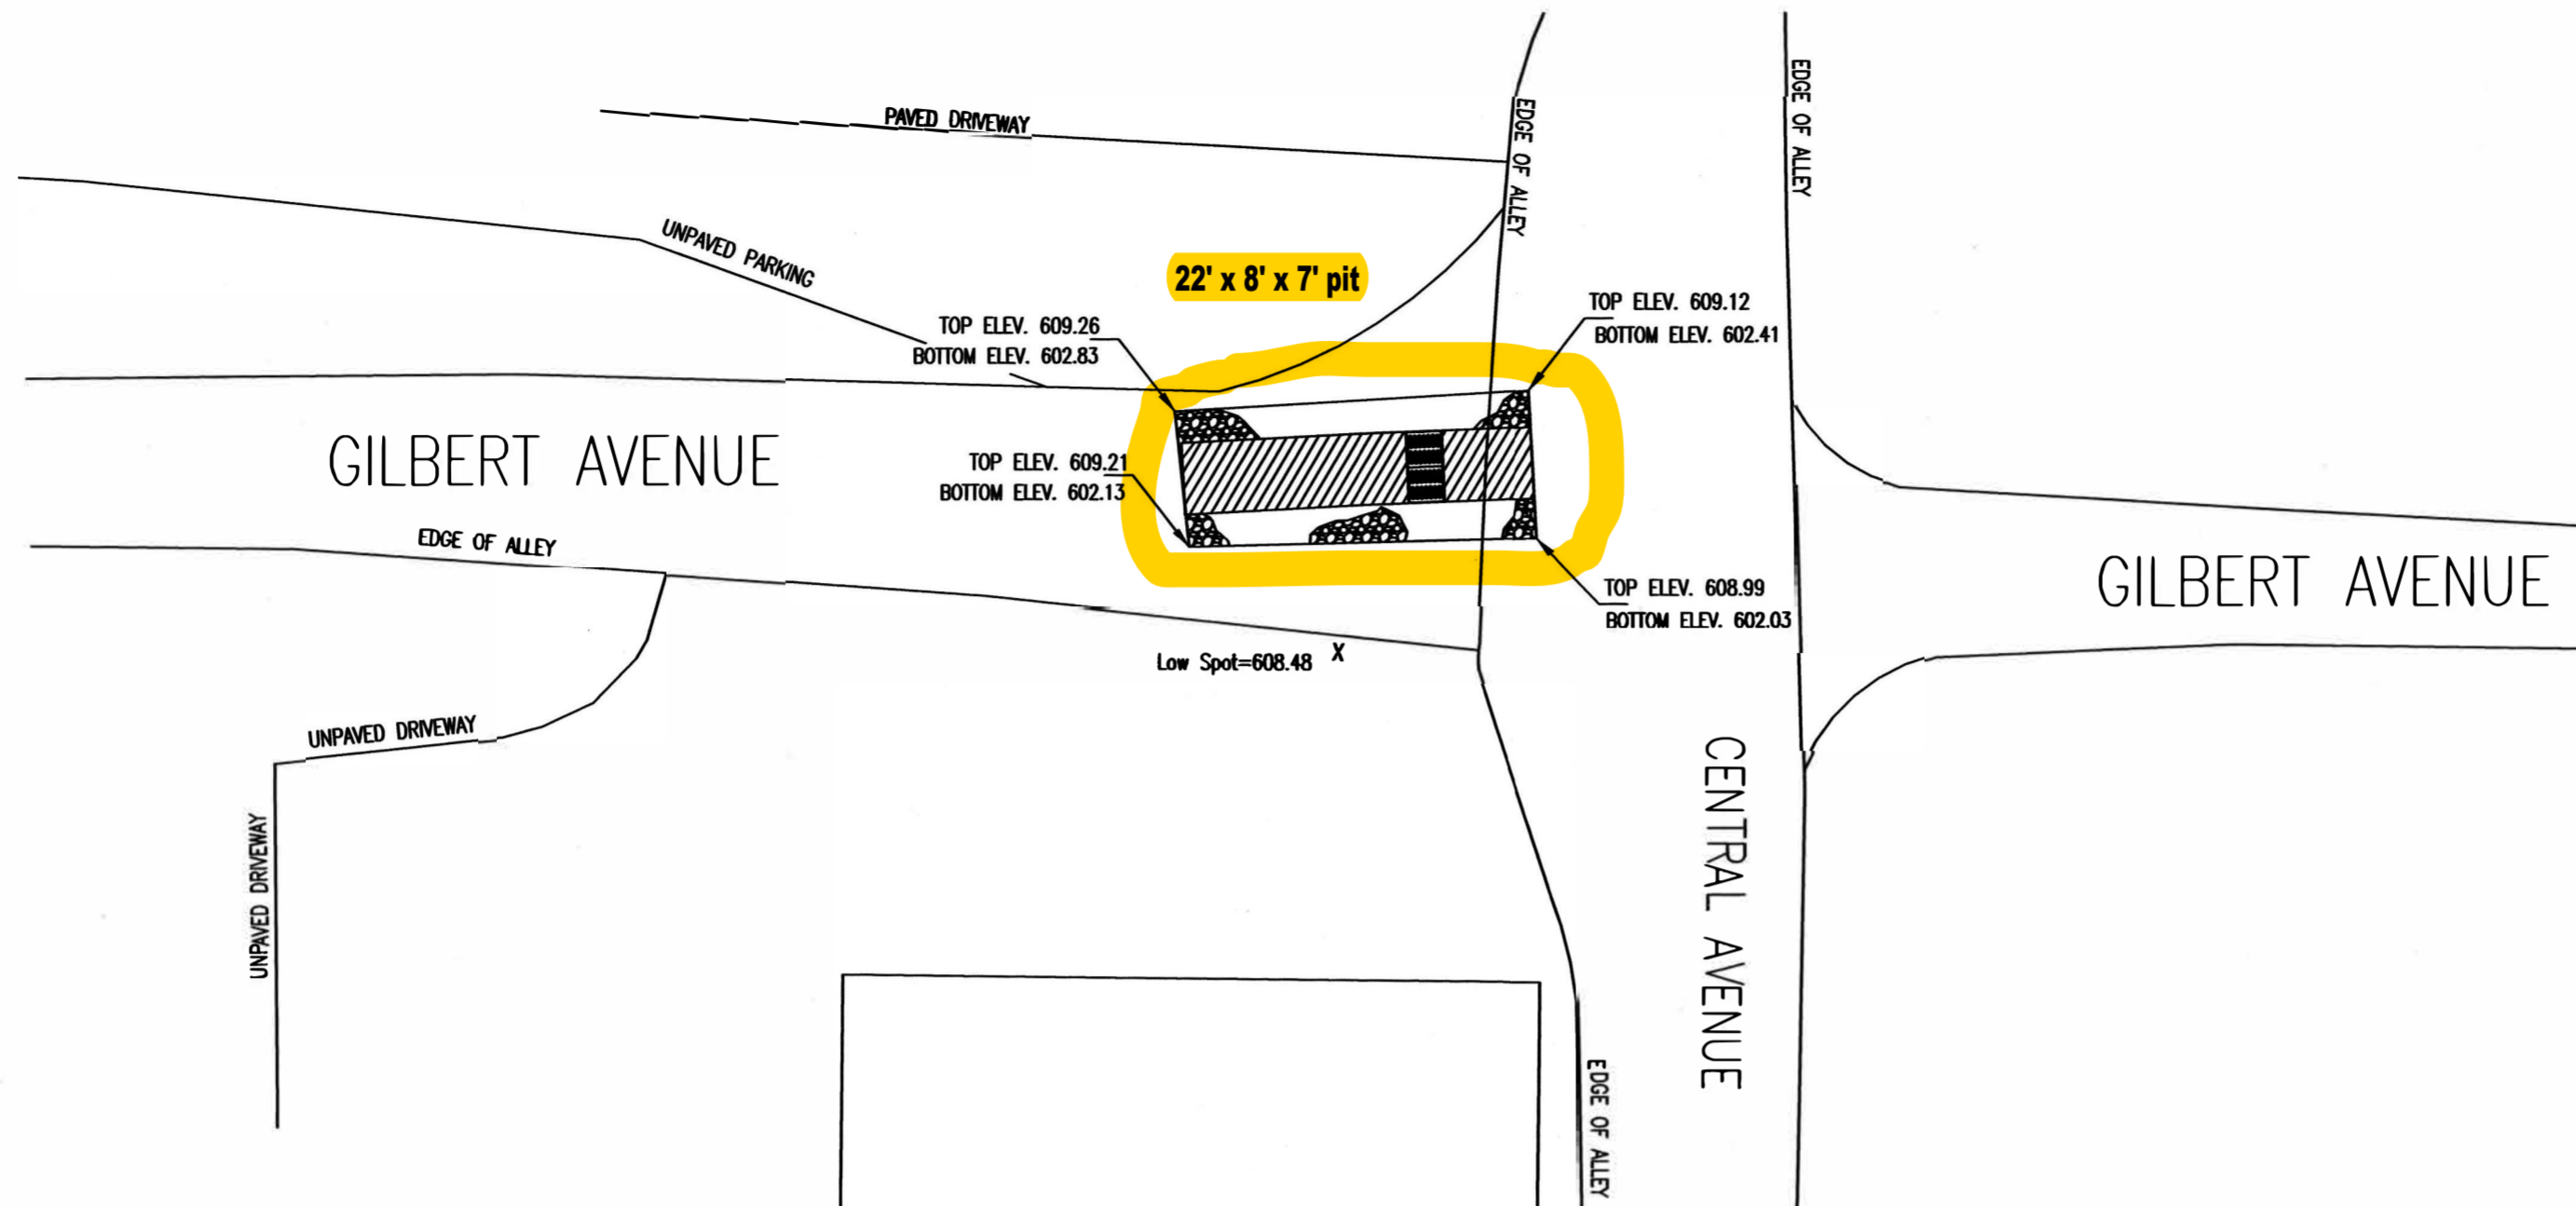 EDGE OF ALLEY
EDGE OF ALLEY
PAVED DRIVEWAY
UNPAVED PARKING
22' x 8' x 7' pit
TOP ELEV. 609.26
BOTTOM ELEV. 602.83
TOP ELEV. 609.12
BOTTOM ELEV. 602.41
GILBERT AVENUE
TOP ELEV. 609.21
BOTTOM ELEV. 602.13
EDGE OF ALLEY
TOP ELEV. 608.99
BOTTOM ELEV. 602.03
GILBERT AVENUE
Low Spot=608.48 X
UNPAVED DRIVEWAY
UNPAVED DRIVEWAY
CENTRAL AVENUE
EDGE OF ALLEY